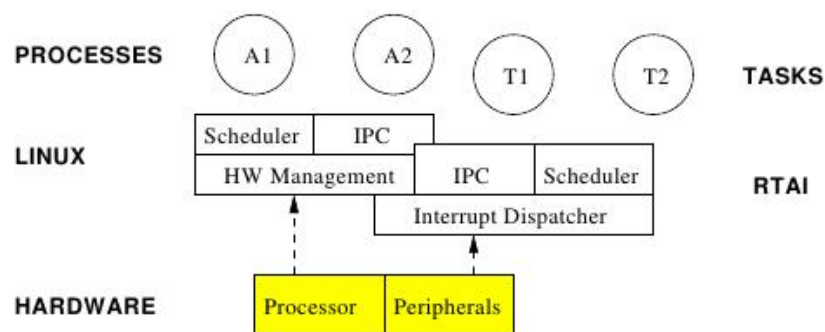 PROCESSES A1 A2 T1 T2 TASKS
LINUX Scheduler IPC
HW Management IPC Scheduler RTAI
Interrupt Dispatcher
HARDWARE Processor Peripherals